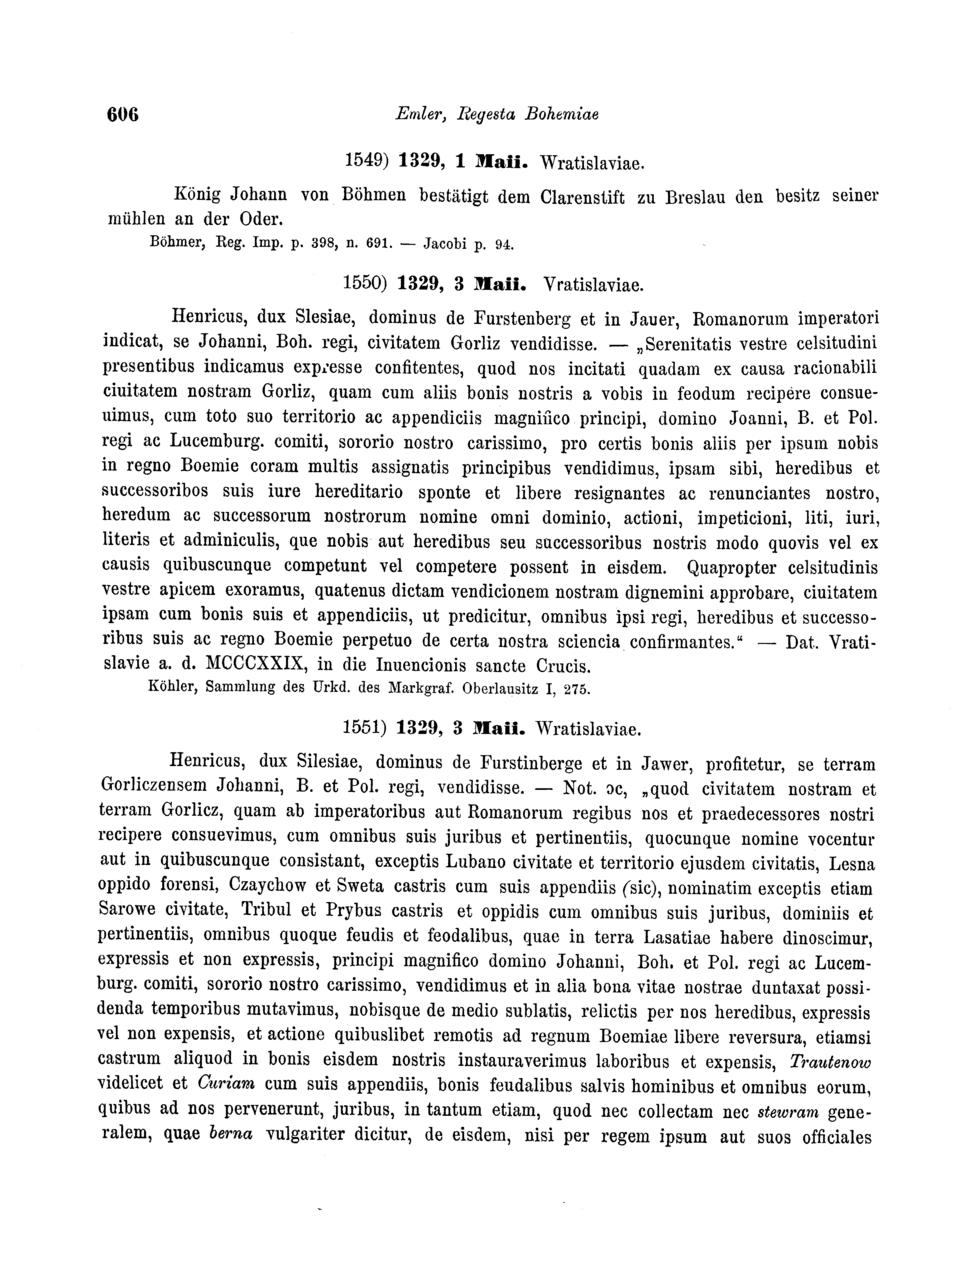 606 Emler, Regesta Bohemiae
1549) 1329, 1 Maii. Wratislaviae.
König Johann von Böhmen bestätigt dem Clarenstift zu Breslau den besitz seiner
mühlen an der Oder.
Böhmer, Reg. Imp. p. 398, n. 691. — Jacobi p. 94.
1550) 1329, 3 Maii. Vratislaviae.
Henricus, dux Slesiae, dominus de Furstenberg et in Jauer, Romanorum imperatori
indicat, se Johanni, Boh. regi, civitatem Gorliz vendidisse. — „Serenitatis vestre celsitudini
presentibus indicamus expresse confitentes, quod nos incitati quadam ex causa racionabili
ciuitatem nostram Gorliz, quam cum aliis bonis nostris a vobis in feodum recipere consue-
uimus, cum toto suo territorio ac appendiciis magnifico principi, domino Joanni, B. et Pol.
regi ac Lucemburg. comiti, sororio nostro carissimo, pro certis bonis aliis per ipsum nobis
in regno Boemie coram multis assignatis principibus vendidimus, ipsam sibi, heredibus et
successoribos suis iure hereditario sponte et libere resignantes ac renunciantes nostro,
heredum ac successorum nostrorum nomine omni dominio, actioni, impeticioni, liti, iuri,
literis et adminiculis, que nobis aut heredibus seu successoribus nostris modo quovis vel ex
causis quibuscunque competunt vel competere possent in eisdem. Quapropter celsitudinis
vestre apicem exoramus, quatenus dictam vendicionem nostram dignemini approbare, ciuitatem
ipsam cum bonis suis et appendiciis, ut predicitur, omnibus ipsi regi, heredibus et successo-
ribus suis ac regno Boemie perpetuo de certa nostra sciencia confirmantes.“ — Dat. Vrati-
slavie a. d. MCCCXXIX, in die Inuencionis sancte Crucis.
Köhler, Sammlung des Urkd. des Markgraf. Oberlausitz I, 275.
1551) 1329, 3 Maii. Wratislaviae.
Henricus, dux Silesiae, dominus de Furstinberge et in Jawer, profitetur, se terram
Gorliczensem Johanni, B. et Pol. regi, vendidisse. — Not. ɔc, „quod civitatem nostram et
terram Gorlicz, quam ab imperatoribus aut Romanorum regibus nos et praedecessores nostri
recipere consuevimus, cum omnibus suis juribus et pertinentiis, quocunque nomine vocentur
aut in quibuscunque consistant, exceptis Lubano civitate et territorio ejusdem civitatis, Lesna
oppido forensi, Czaychow et Sweta castris cum suis appendiis (sic), nominatim exceptis etiam
Sarowe civitate, Tribul et Prybus castris et oppidis cum omnibus suis juribus, dominiis et
pertinentiis, omnibus quoque feudis et feodalibus, quae in terra Lasatiae habere dinoscimur,
expressis et non expressis, principi magnifico domino Johanni, Boh. et Pol. regi ac Lucem-
burg. comiti, sororio nostro carissimo, vendidimus et in alia bona vitae nostrae duntaxat possi-
denda temporibus mutavimus, nobisque de medio sublatis, relictis per nos heredibus, expressis
vel non expensis, et actione quibuslibet remotis ad regnum Boemiae libere reversura, etiamsi
castrum aliquod in bonis eisdem nostris instauraverimus laboribus et expensis, Trautenow
videlicet et Curiam cum suis appendiis, bonis feudalibus salvis hominibus et omnibus eorum,
quibus ad nos pervenerunt, juribus, in tantum etiam, quod nec collectam nec stewram gene-
ralem, quae berna vulgariter dicitur, de eisdem, nisi per regem ipsum aut suos officiales